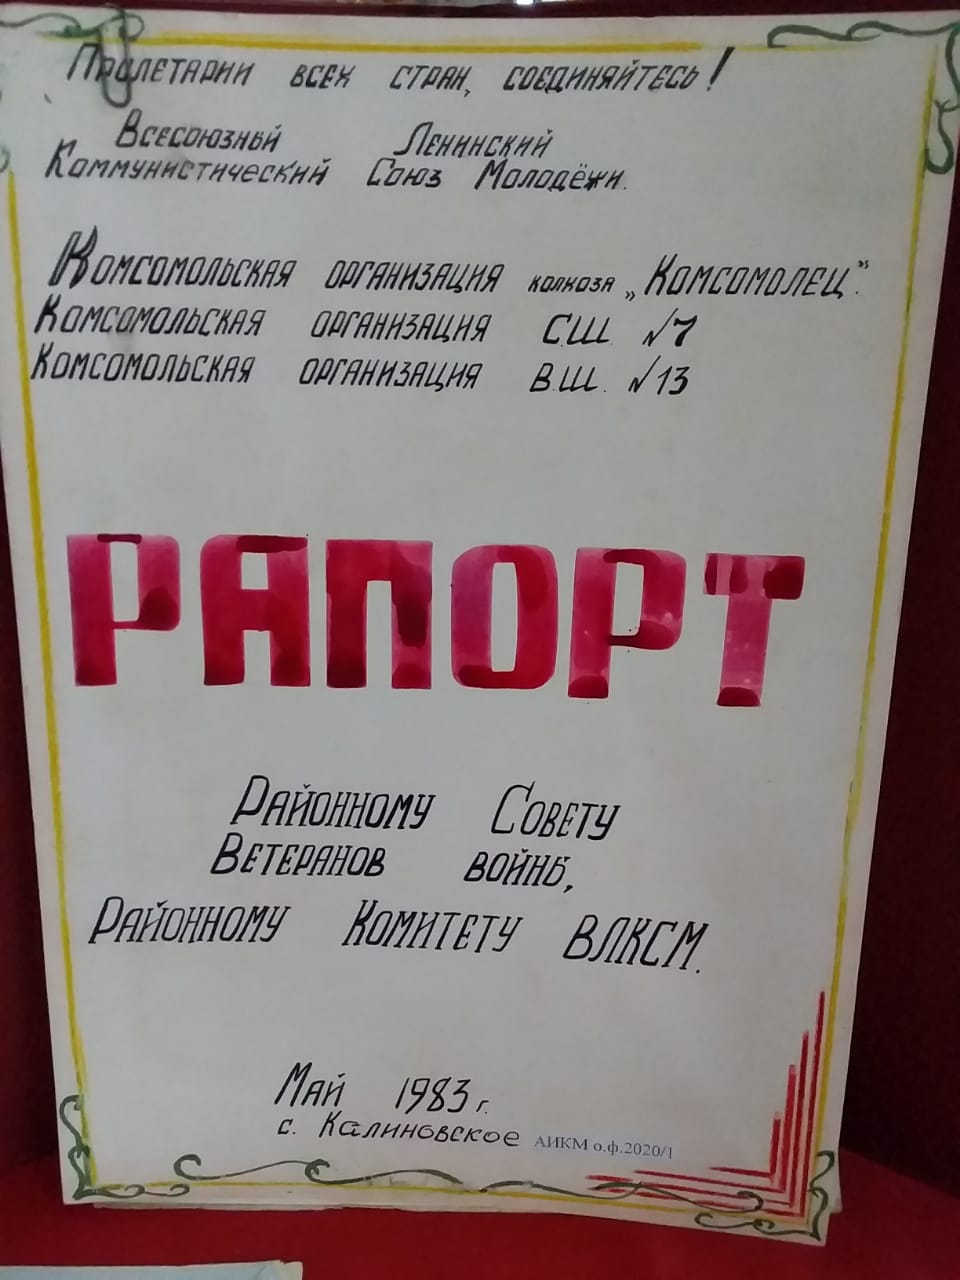 Пролетарии всех стран, соединяйтесь!
Всесоюзный Ленинский
Коммунистический Союз Молодёжи.
Комсомольская организация колхоза „Комсомолец".
Комсомольская организация С.Ш. №7
Комсомольская организация В.Ш. №13
РАПОРТ
Районному Совету
Ветеранов войны,
Районному Комитету ВЛКСМ.
Май 1983 г.
с. Калиновское АИКМ о.ф.2020/1